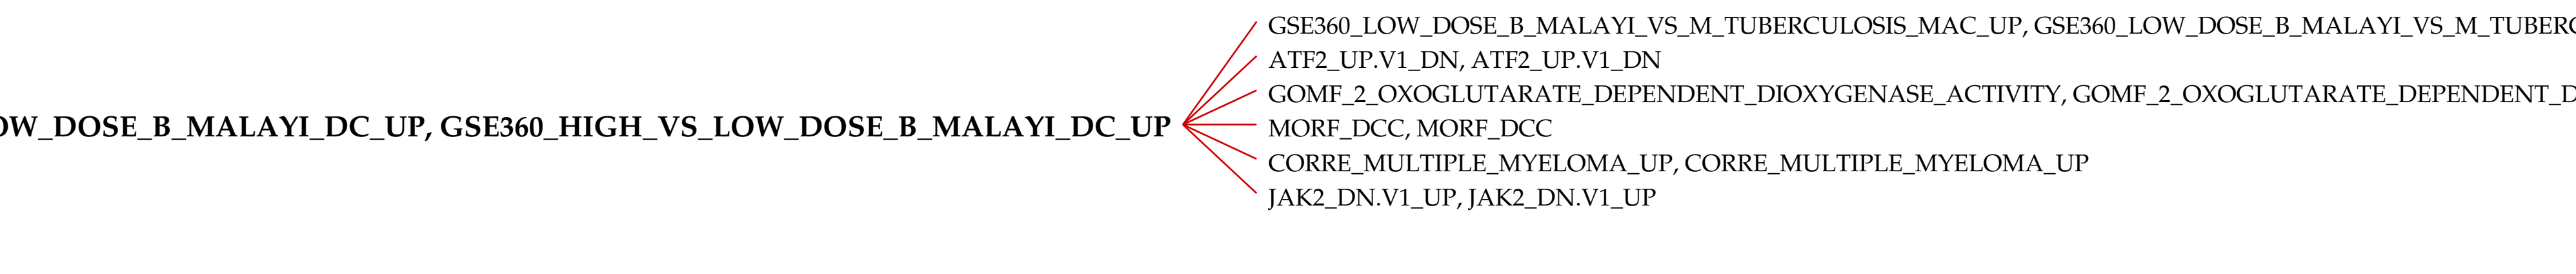 GSE360_LOW_DOSE_B_MALAYI_VS_M_TUBERCULOSIS_MAC_UP, GSE360_LOW_DOSE_B_MALAYI_VS_M_TUBERC
ATF2_UP.V1_DN, ATF2_UP.V1_DN
GOMF_2_OXOGLUTARATE_DEPENDENT_DIOXYGENASE_ACTIVITY, GOMF_2_OXOGLUTARATE_DEPENDENT_D
OW_DOSE_B_MALAYI_DC_UP, GSE360_HIGH_VS_LOW_DOSE_B_MALAYI_DC_UP
MORF_DCC, MORF_DCC
CORRE_MULTIPLE_MYELOMA_UP, CORRE_MULTIPLE_MYELOMA_UP
JAK2_DN.V1_UP, JAK2_DN.V1_UP